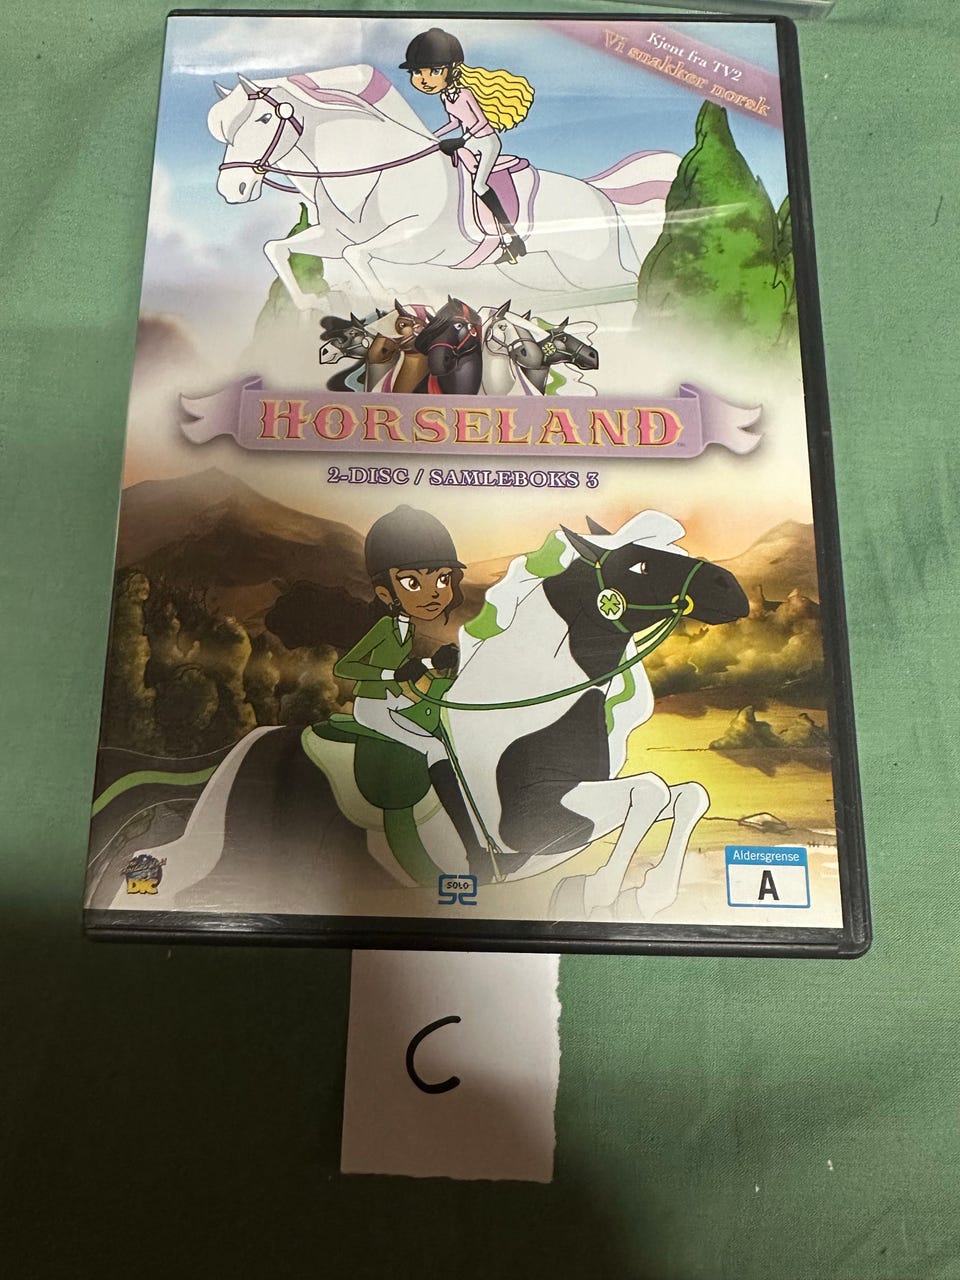 Kjent fra TV2
Vi snakker norsk
HORSELAND
2-DISC / SAMLEBOKS 3
DIC
SOLO
Aldersgrense
A
C